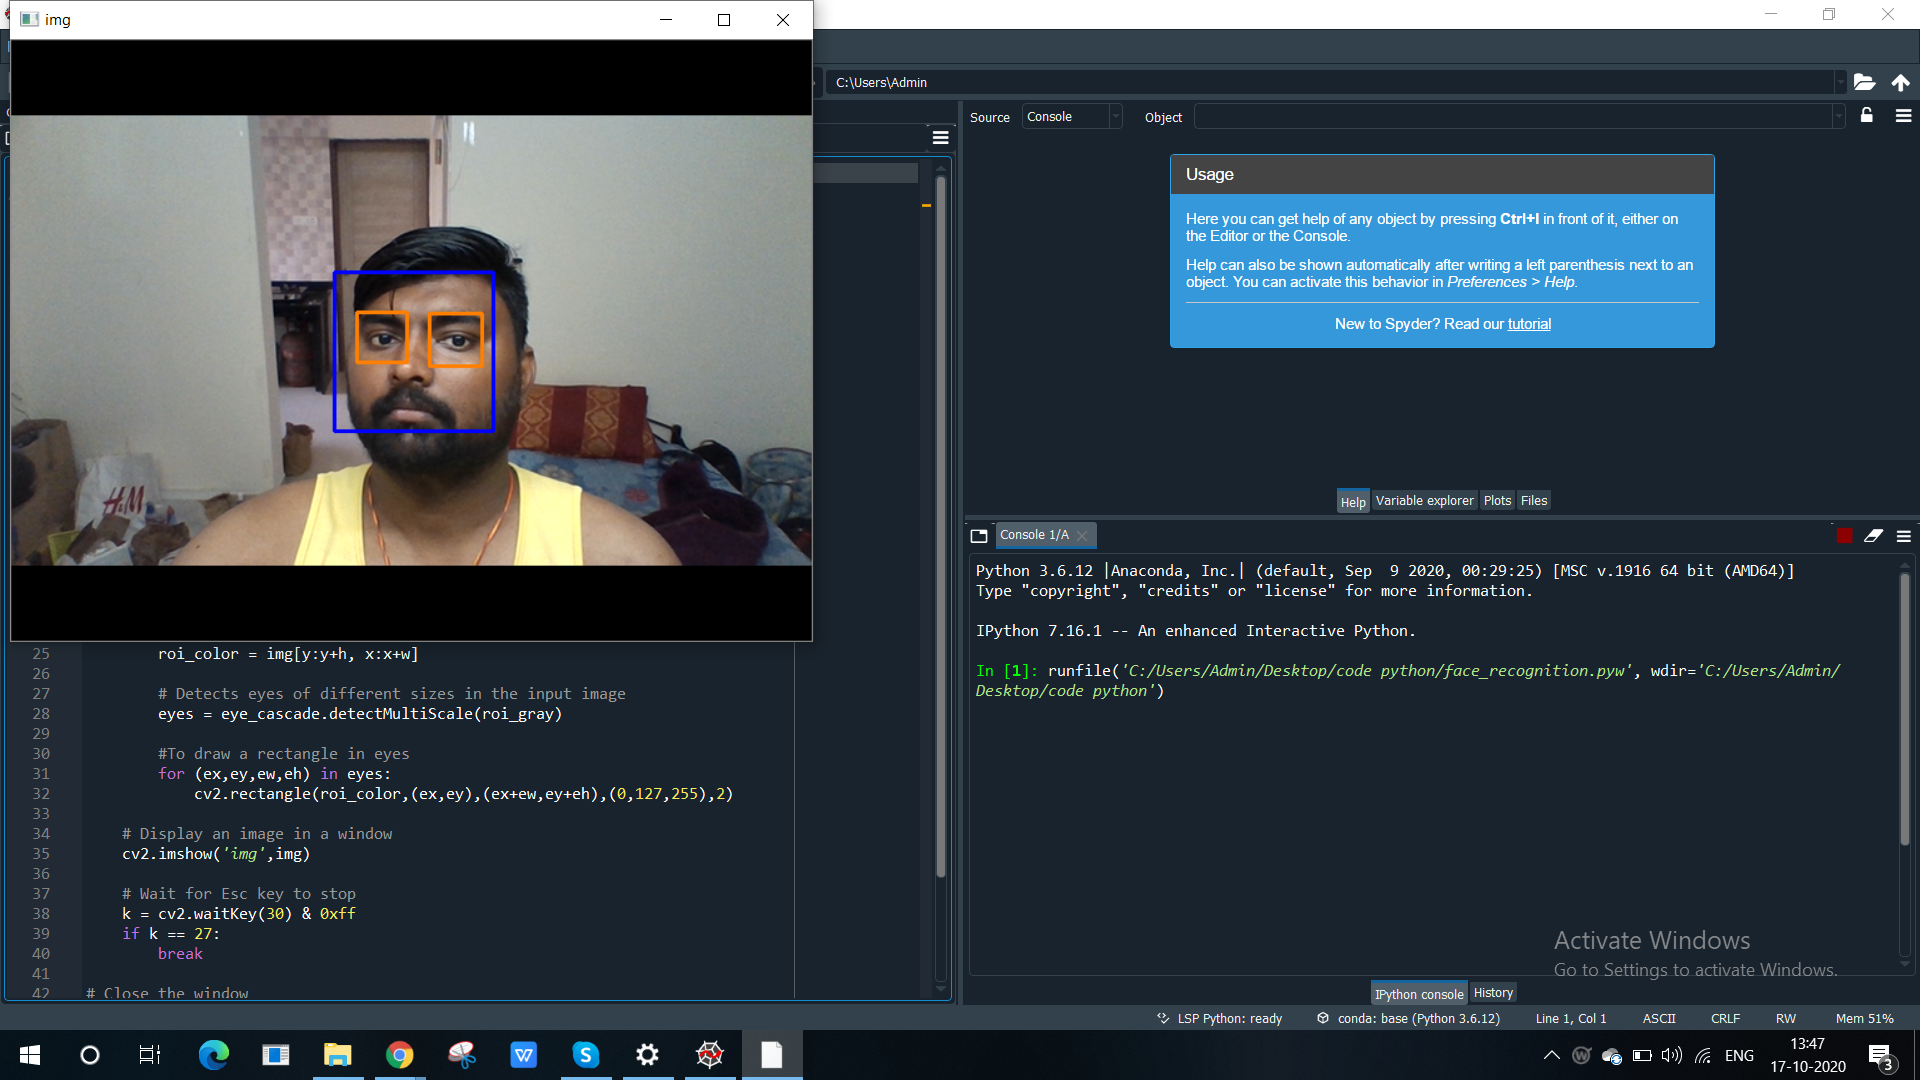 img
C:\Users\Admin
Source Console Object
Usage
Here you can get help of any object by pressing Ctrl+I in front of it, either on
the Editor or the Console.
Help can also be shown automatically after writing a left parenthesis next to an
object. You can activate this behavior in Preferences > Help.
New to Spyder? Read our tutorial
Help Variable explorer Plots Files
H&M
Console 1/A
Python 3.6.12 |Anaconda, Inc.| (default, Sep  9 2020, 00:29:25) [MSC v.1916 64 bit (AMD64)]
Type "copyright", "credits" or "license" for more information.
IPython 7.16.1 -- An enhanced Interactive Python.
In [1]: runfile('C:/Users/Admin/Desktop/code python/face_recognition.pyw', wdir='C:/Users/Admin/
Desktop/code python')
25 roi_color = img[y:y+h, x:x+w]
26
27 # Detects eyes of different sizes in the input image
28 eyes = eye_cascade.detectMultiScale(roi_gray)
29
30 #To draw a rectangle in eyes
31 for (ex,ey,ew,eh) in eyes:
32 cv2.rectangle(roi_color,(ex,ey),(ex+ew,ey+eh),(0,127,255),2)
33
34 # Display an image in a window
35 cv2.imshow('img',img)
36
37 # Wait for Esc key to stop
38 k = cv2.waitKey(30) & 0xff
39 if k == 27:
40 break
41
42 # Close the window
Activate Windows
Go to Settings to activate Windows.
IPython console History
LSP Python: ready conda: base (Python 3.6.12) Line 1, Col 1 ASCII CRLF RW Mem 51%
ENG
13:47
17-10-2020
3